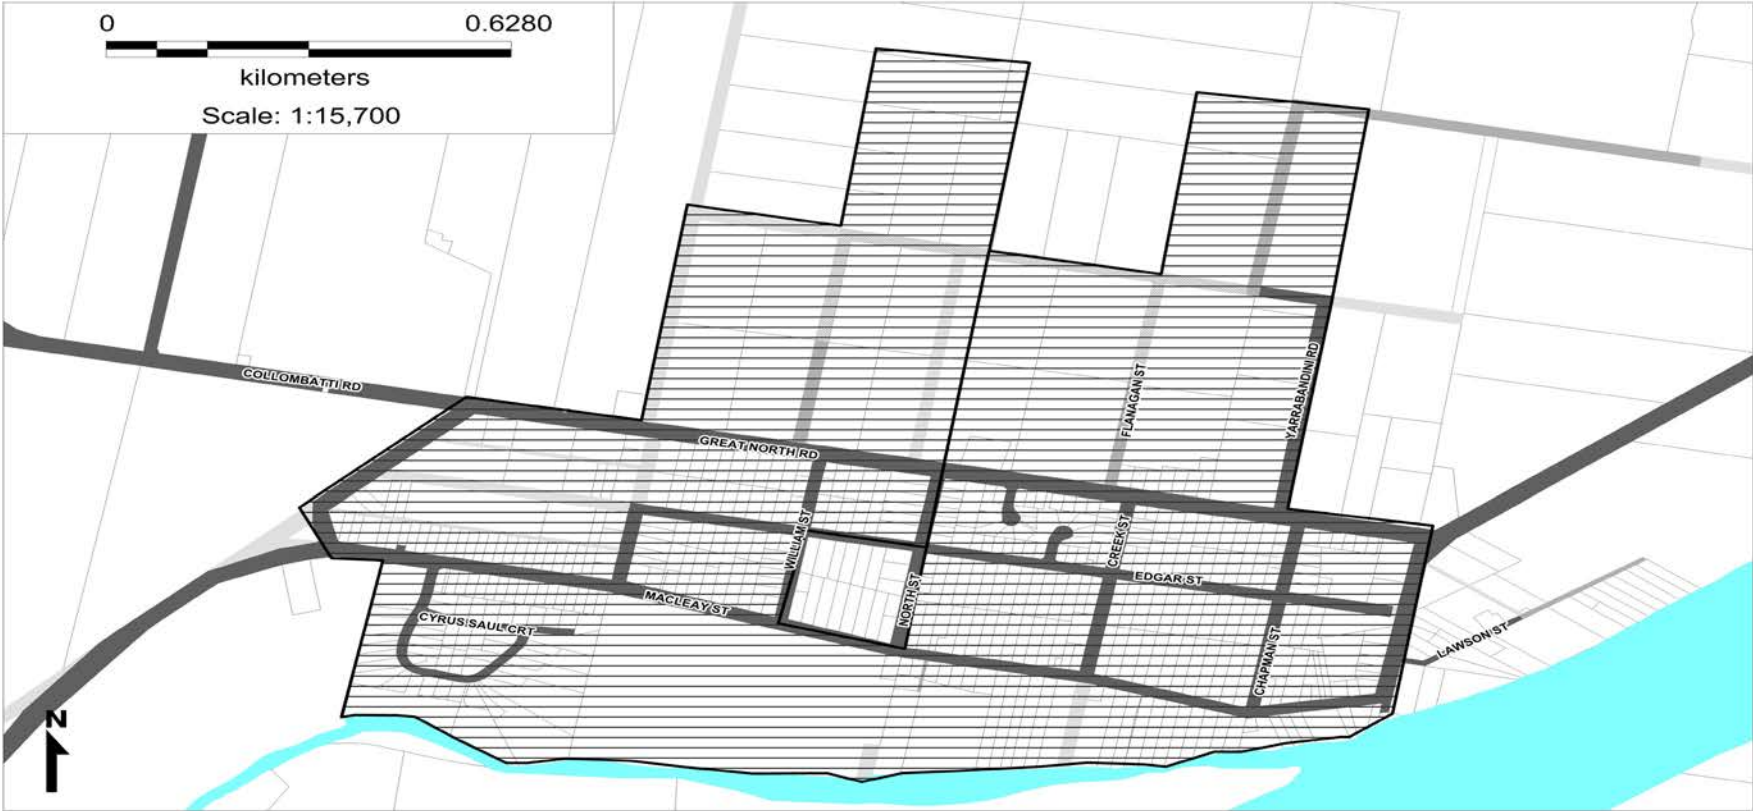 0 0.6280
kilometers
Scale: 1:15,700
COLLOMBATTI RD
GREAT NORTH RD
FLANAGAN ST
YARRABANDINI RD
WILLIAM ST
CREEK ST
EDGAR ST
NORTH ST
MACLEAY ST
CYRUS SAUL CRT
CHAPMAN ST
LAWSON ST
N